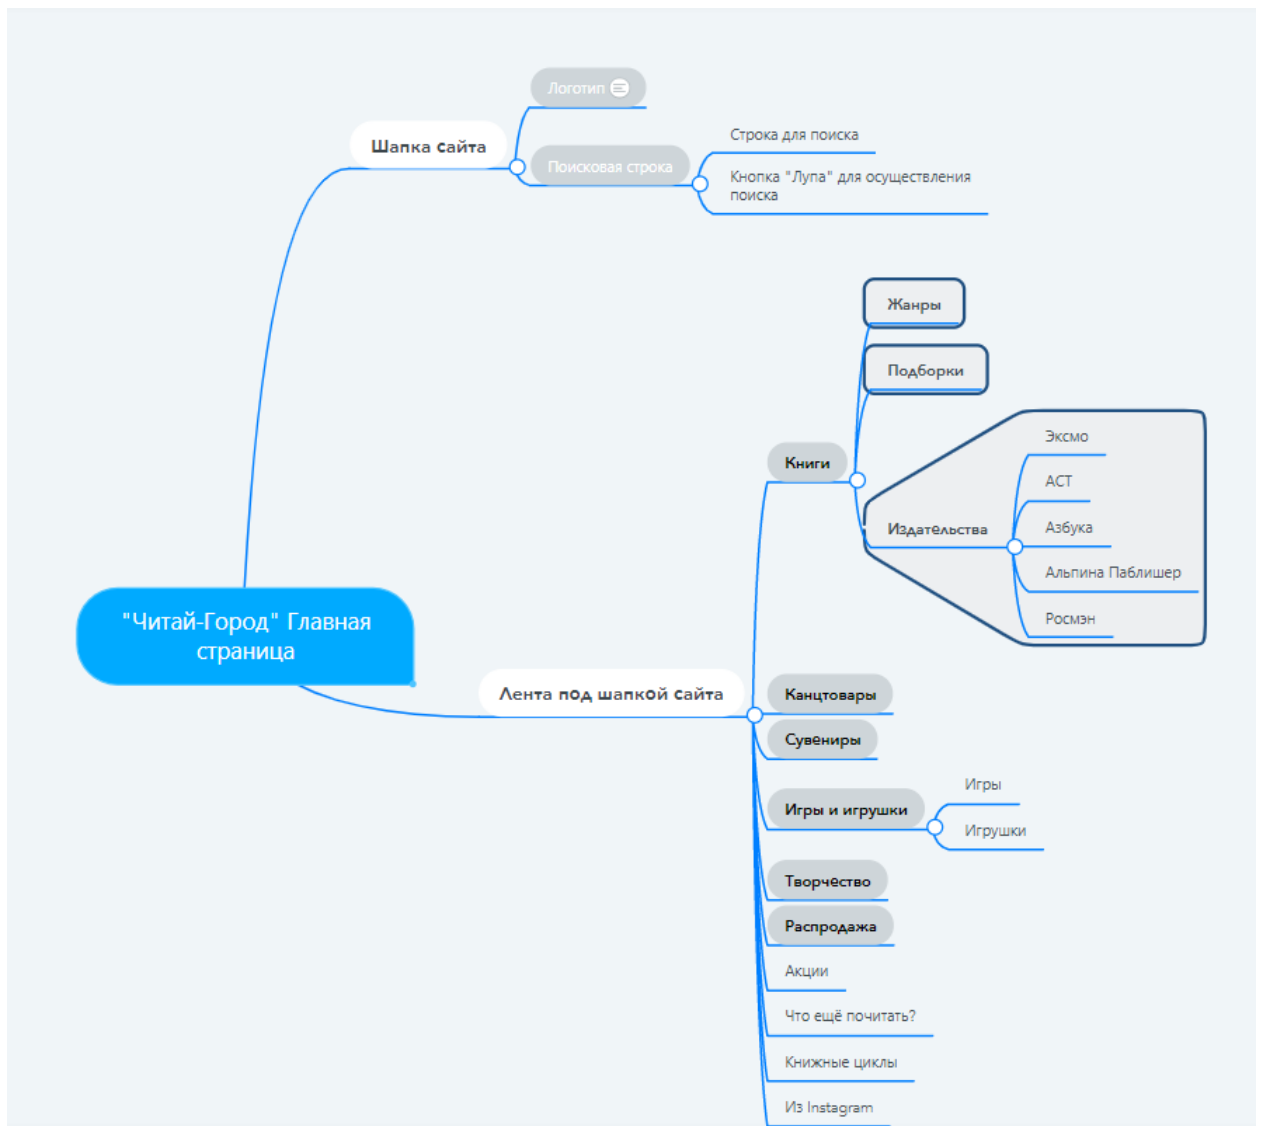 Логотип
Шапка сайта
Поисковая строка
Строка для поиска
Кнопка "Лупа" для осуществления
поиска
Жанры
Подборки
Книги
Издательства
Эксмо
АСТ
Азбука
Альпина Паблишер
Росмэн
"Читай-Город" Главная
страница
Лента под шапкой сайта
Канцтовары
Сувениры
Игры и игрушки
Игры
Игрушки
Творчество
Распродажа
Акции
Что ещё почитать?
Книжные циклы
Из Instagram